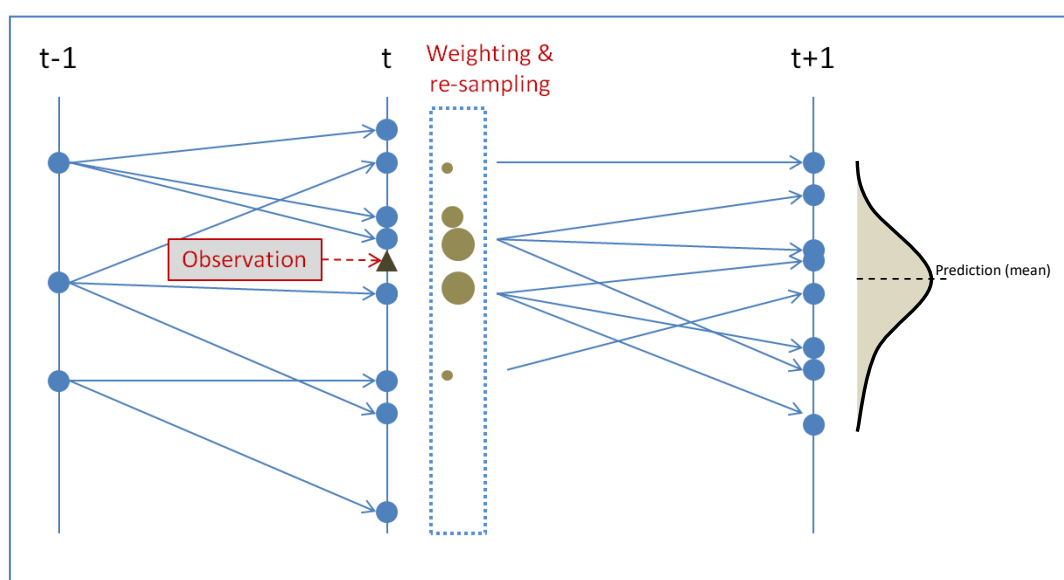 t-1
t
Weighting &
re-sampling
t+1
Observation
Prediction (mean)